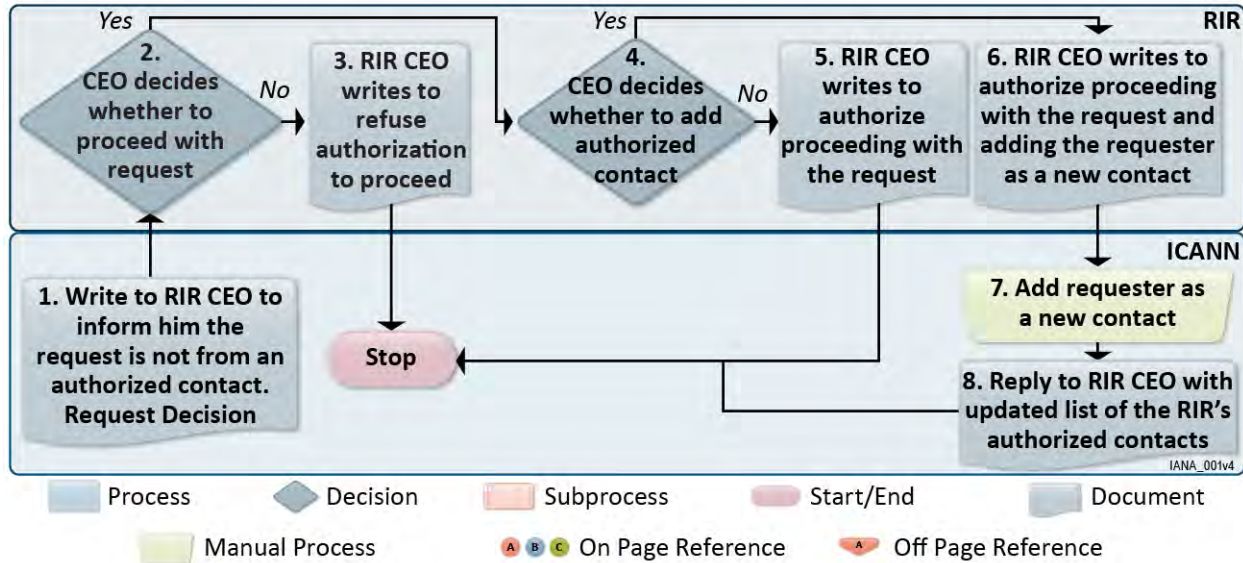 Yes
RIR
2.
CEO decides
whether to
proceed with
request
No
3. RIR CEO
writes to
refuse
authorization
to proceed
Yes
4.
CEO decides
whether to add
authorized
contact
No
5. RIR CEO
writes to
authorize
proceeding with
the request
6. RIR CEO writes to
authorize proceeding
with the request and
adding the requester
as a new contact
ICANN
1. Write to RIR CEO to
inform him the
request is not from an
authorized contact.
Request Decision
Stop
7. Add requester as
a new contact
8. Reply to RIR CEO with
updated list of the RIR’s
authorized contacts
IANA_001v4
Process
Decision
Subprocess
Start/End
Document
Manual Process
A B C On Page Reference
A Off Page Reference